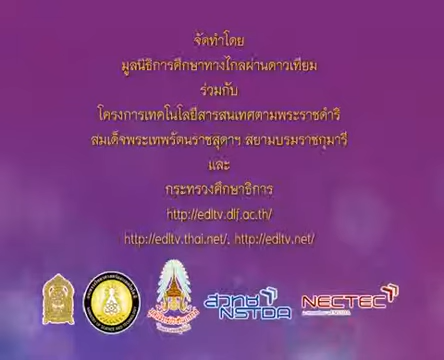 จัดทำโดย
มูลนิธิการศึกษาทางไกลผ่านดาวเทียม
ร่วมกับ
โครงการเทคโนโลยีสารสนเทศตามพระราชดำริ
สมเด็จพระเทพรัตนราชสุดาฯ สยามบรมราชกุมารี
และ
กระทรวงศึกษาธิการ
http://edltv.dlf.ac.th/
http://edltv.thai.net/, http://edltv.net/
สวทช NECTEC
NSTDA